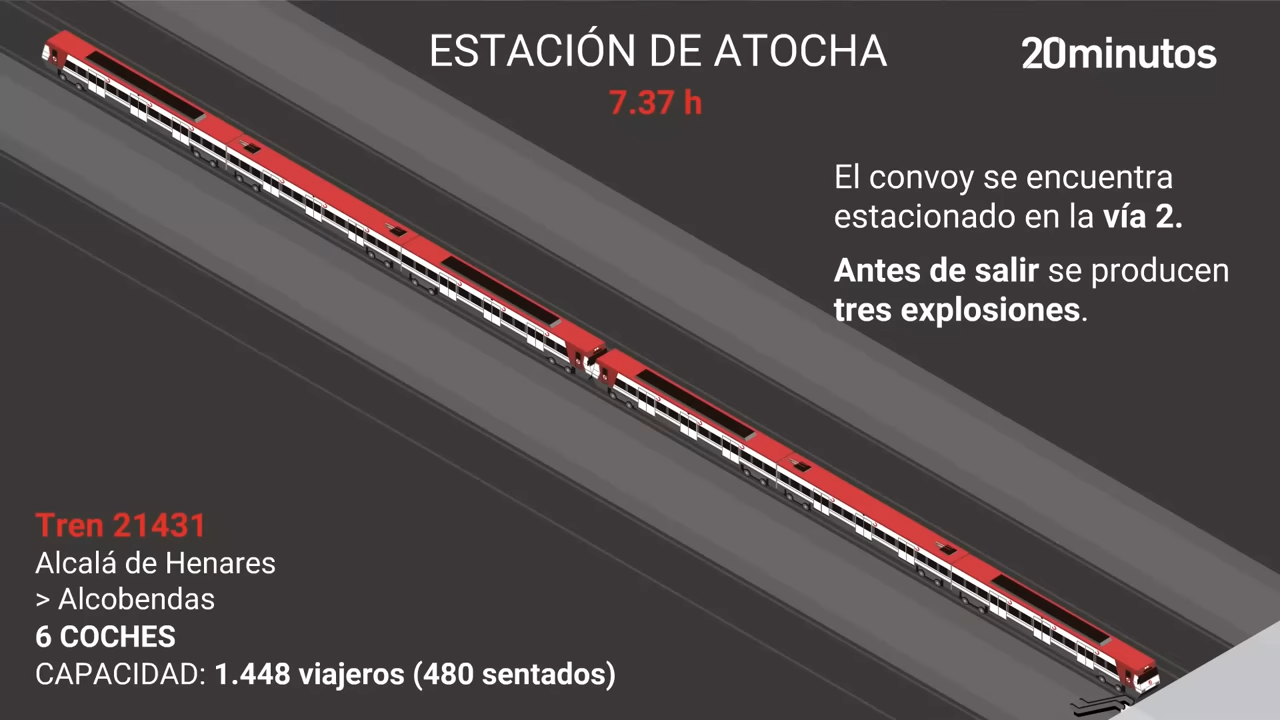 ESTACIÓN DE ATOCHA
7.37 h
20minutos
El convoy se encuentra
estacionado en la vía 2.
Antes de salir se producen
tres explosiones.
Tren 21431
Alcalá de Henares
> Alcobendas
6 COCHES
CAPACIDAD: 1.448 viajeros (480 sentados)